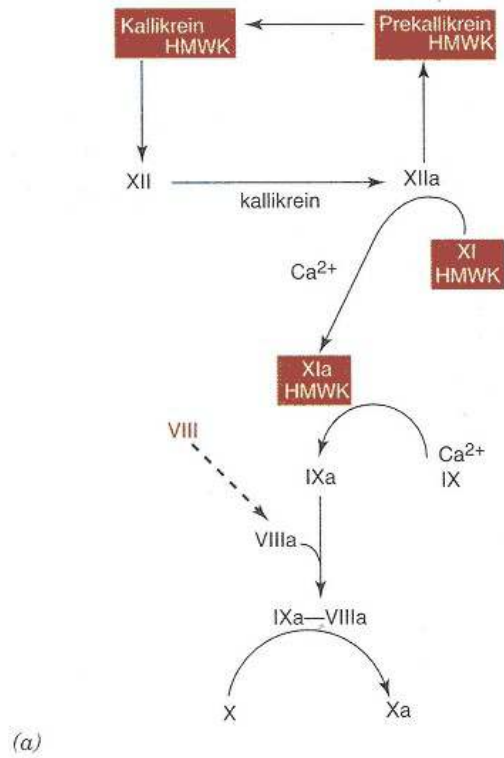 Kallikrein
HMWK
Prekallikrein
HMWK
XII
kallikrein
XIIa
XI
HMWK
Ca²⁺
XIa
HMWK
VIII
IXa
Ca²⁺
IX
VIIIa
IXa—VIIIa
X
Xa
(a)